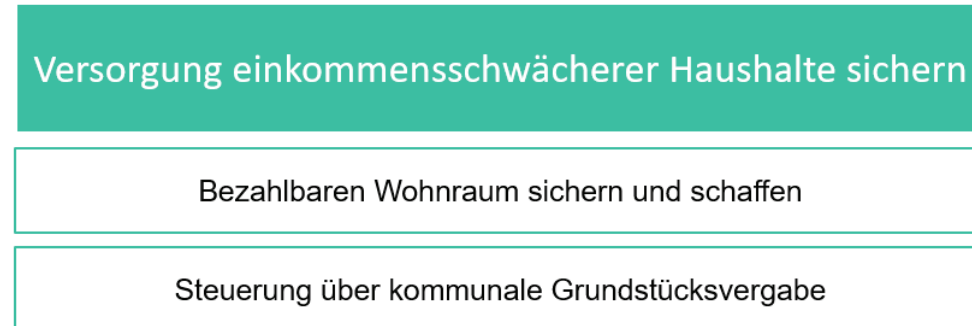 Versorgung einkommensschwächerer Haushalte sichern
Bezahlbaren Wohnraum sichern und schaffen
Steuerung über kommunale Grundstücksvergabe